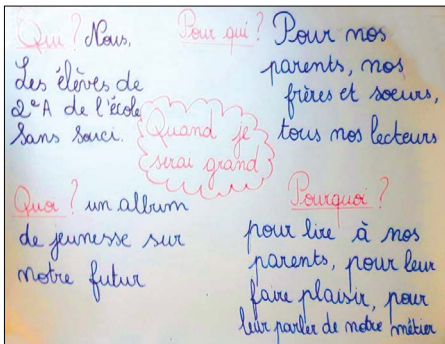 Qui ? Nous,
Les élèves de
2e A de l'école
Sans Souci.
Pour qui ? Pour nos
parents, nos
frères et soeurs,
tous nos lecteurs
Quand je
serai grand
Quoi ? un album
de jeunesse sur
notre futur
Pourquoi ?
pour lire à nos
parents, pour leur
faire plaisir, pour
leur parler de notre métier